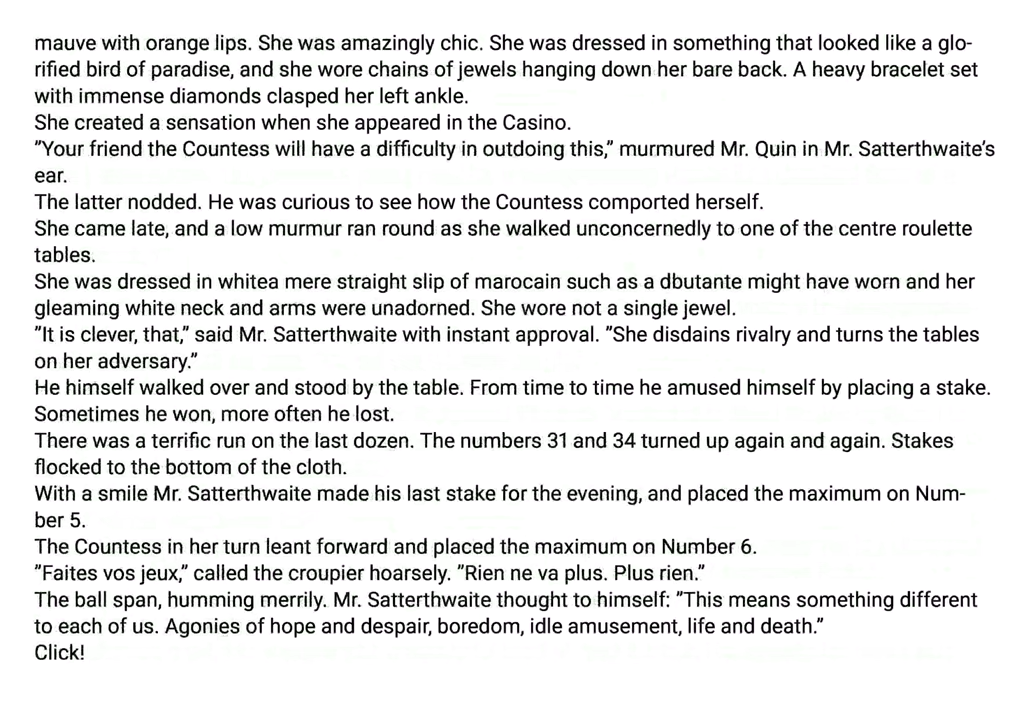 mauve with orange lips. She was amazingly chic. She was dressed in something that looked like a glo-
rified bird of paradise, and she wore chains of jewels hanging down her bare back. A heavy bracelet set
with immense diamonds clasped her left ankle.
She created a sensation when she appeared in the Casino.
"Your friend the Countess will have a difficulty in outdoing this," murmured Mr. Quin in Mr. Satterthwaite's
ear.
The latter nodded. He was curious to see how the Countess comported herself.
She came late, and a low murmur ran round as she walked unconcernedly to one of the centre roulette
tables.
She was dressed in whitea mere straight slip of marocain such as a dbutante might have worn and her
gleaming white neck and arms were unadorned. She wore not a single jewel.
"It is clever, that," said Mr. Satterthwaite with instant approval. "She disdains rivalry and turns the tables
on her adversary."
He himself walked over and stood by the table. From time to time he amused himself by placing a stake.
Sometimes he won, more often he lost.
There was a terrific run on the last dozen. The numbers 31 and 34 turned up again and again. Stakes
flocked to the bottom of the cloth.
With a smile Mr. Satterthwaite made his last stake for the evening, and placed the maximum on Num-
ber 5.
The Countess in her turn leant forward and placed the maximum on Number 6.
"Faites vos jeux," called the croupier hoarsely. "Rien ne va plus. Plus rien."
The ball span, humming merrily. Mr. Satterthwaite thought to himself: "This means something different
to each of us. Agonies of hope and despair, boredom, idle amusement, life and death."
Click!